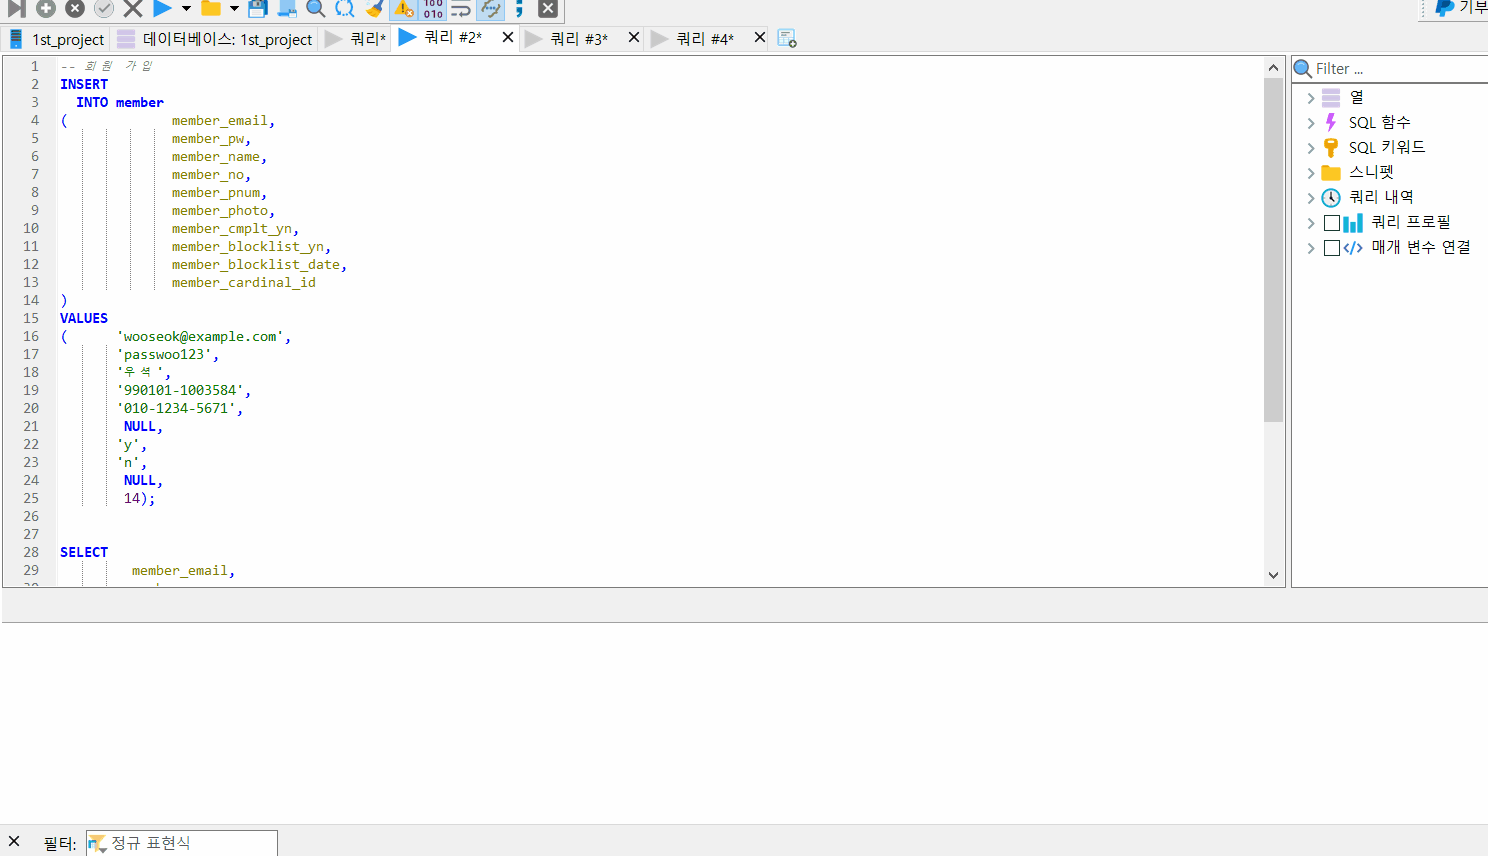 기부
1st_project 데이터베이스: 1st_project 쿼리* 쿼리 #2* 쿼리 #3* 쿼리 #4*
1 -- 회원 가입
2 INSERT
3 INTO member
4 ( member_email,
5 member_pw,
6 member_name,
7 member_no,
8 member_pnum,
9 member_photo,
10 member_cmplt_yn,
11 member_blocklist_yn,
12 member_blocklist_date,
13 member_cardinal_id
14 )
15 VALUES
16 ( 'wooseok@example.com',
17 'passwoo123',
18 '우석',
19 '990101-1003584',
20 '010-1234-5671',
21 NULL,
22 'y',
23 'n',
24 NULL,
25 14);
26
27
28 SELECT
29 member_email,
Filter ...
열
SQL 함수
SQL 키워드
스니펫
쿼리 내역
쿼리 프로필
매개 변수 연결
필터: 정규 표현식